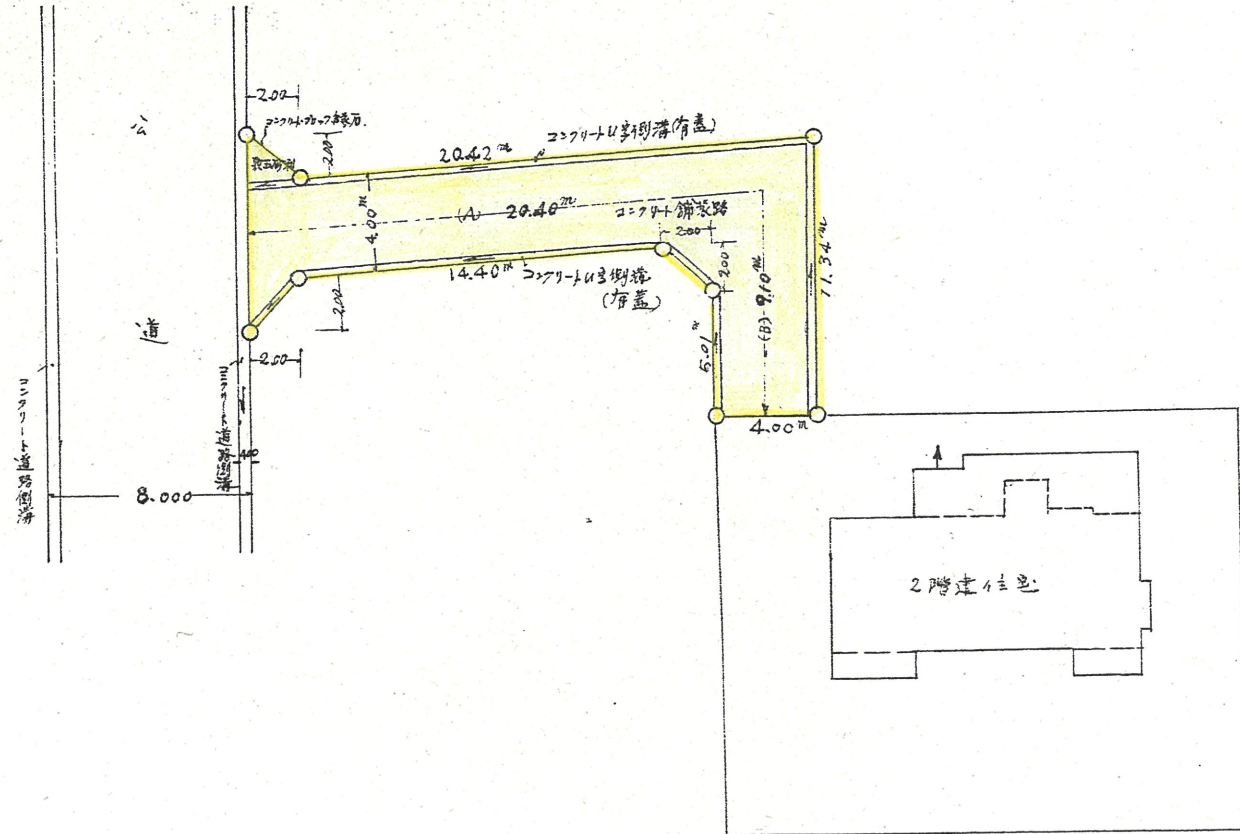 公
道
2.00
コンクリートブロック縁石
2.00
20.42m
コンクリートU字側溝(有蓋)
(A) 20.40m
コンクリート舗装路
4.00m
2.00
2.00
14.40m
コンクリートU字側溝
(有蓋)
2.00
2.00
(B) 9.10m
11.34m
5.01m
4.00m
コンクリート道路側溝
コンクリート道路側溝
400
8.000
2階建住宅